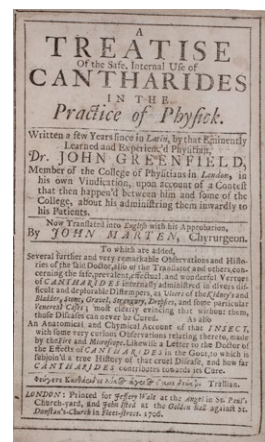 A
TREATISE
Of the Safe, Internal Use of
CANTHARIDES
IN THE
Practice of Physick.
Written a few Years since in Latin, by that Eminently
Learned and Experienc'd Physitian,
Dr. JOHN GREENFIELD,
Member of the College of Physitians in London, in
his own Vindication, upon account of a Contest
that then happen'd between him and some of the
College, about his administring them inwardly to
his Patients.
Now Translated into English with his Approbation,
By JOHN MARTEN, Chyrurgeon.
To which are added,
Several further and very remarkable Observations and Histo-
ries of the said Doctor, also of the Translator and others, con-
cerning the safe, prevalent, effectual, and wonderful Vertues
of CANTHARIDES internally administred in divers dif-
ficult and deplorable Distempers, as Ulcers of the Kidneys and
Bladder, Stone, Gravel, Strangury, Dropsies, and some particular
Venereal Cases; most clearly evincing that without them,
those Diseases can never be Cured. As also
An Anatomical and Chymical Account of that INSECT,
with some very curious Observations relating thereto, made
by the Fire and Microscope. Likewise a Letter to the Doctor of
the Effects of CANTHARIDES in the Gout, to which is
subjoin'd a true History of that cruel Disease, and how far
CANTHARIDES contributes towards its Cure.
Trallian.
LONDON: Printed for Jeffery Wale at the Angel in St. Paul's
Church-yard, and John Isted at the Golden Ball against St.
Dunstan's-Church in Fleet-street. 1706.